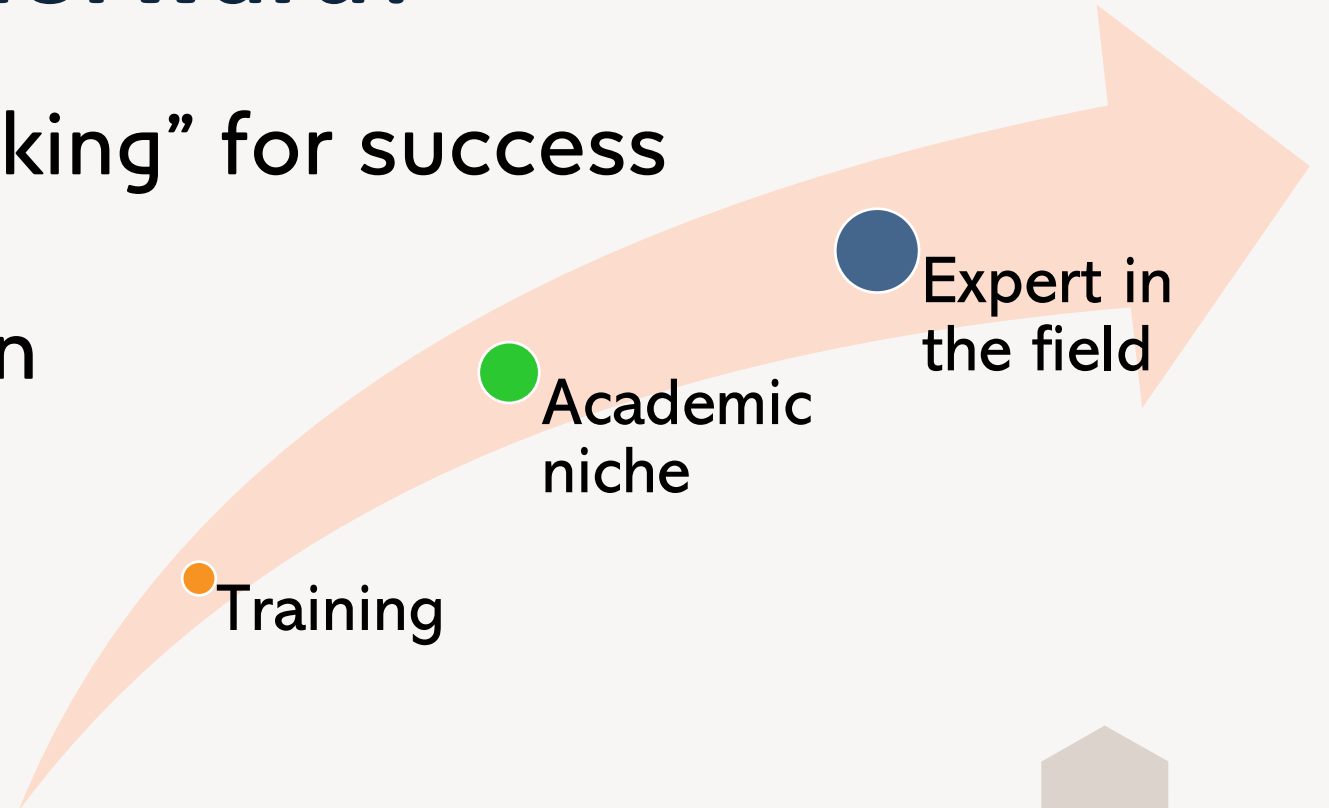 king” for success
n
Expert in
the field
Academic
niche
Training